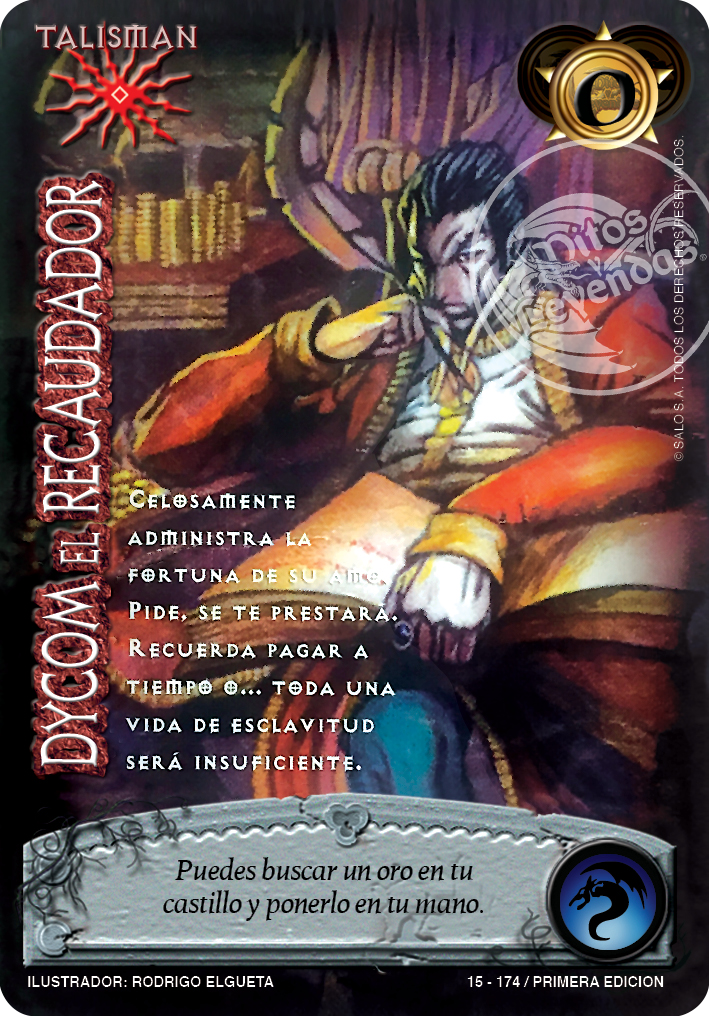 TALISMAN
0
DYCOM EL RECAUDADOR
Mitos
y
Leyendas
®
© SALO S.A. TODOS LOS DERECHOS RESERVADOS.
CELOSAMENTE
ADMINISTRA LA
FORTUNA DE SU AMO.
PIDE, SE TE PRESTARÁ.
RECUERDA PAGAR A
TIEMPO O... TODA UNA
VIDA DE ESCLAVITUD
SERÁ INSUFICIENTE.
Puedes buscar un oro en tu
castillo y ponerlo en tu mano.
ILUSTRADOR: RODRIGO ELGUETA
15 - 174 / PRIMERA EDICION